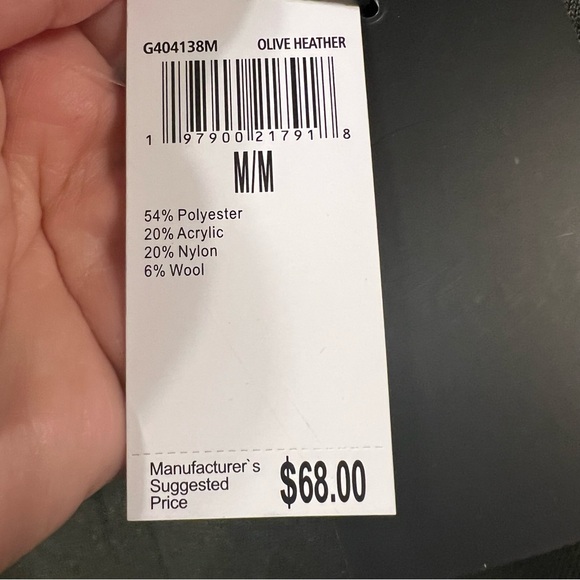 G404138M OLIVE HEATHER
1 97900 21791 8
M/M
54% Polyester
20% Acrylic
20% Nylon
6% Wool
Manufacturer`s
Suggested
Price
$68.00